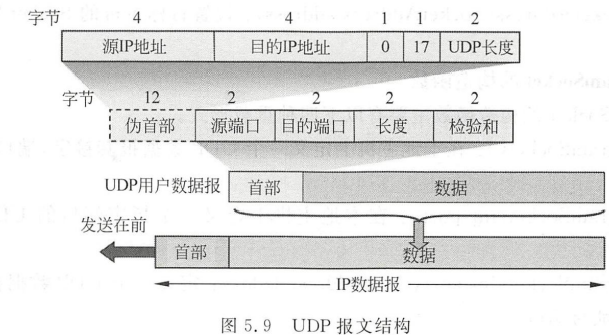 字节 4 4 1 1 2
源IP地址 目的IP地址 0 17 UDP长度
字节 12 2 2 2 2
伪首部 源端口 目的端口 长度 检验和
UDP用户数据报 首部 数据
发送在前
首部 数据
IP数据报
图 5.9 UDP 报文结构